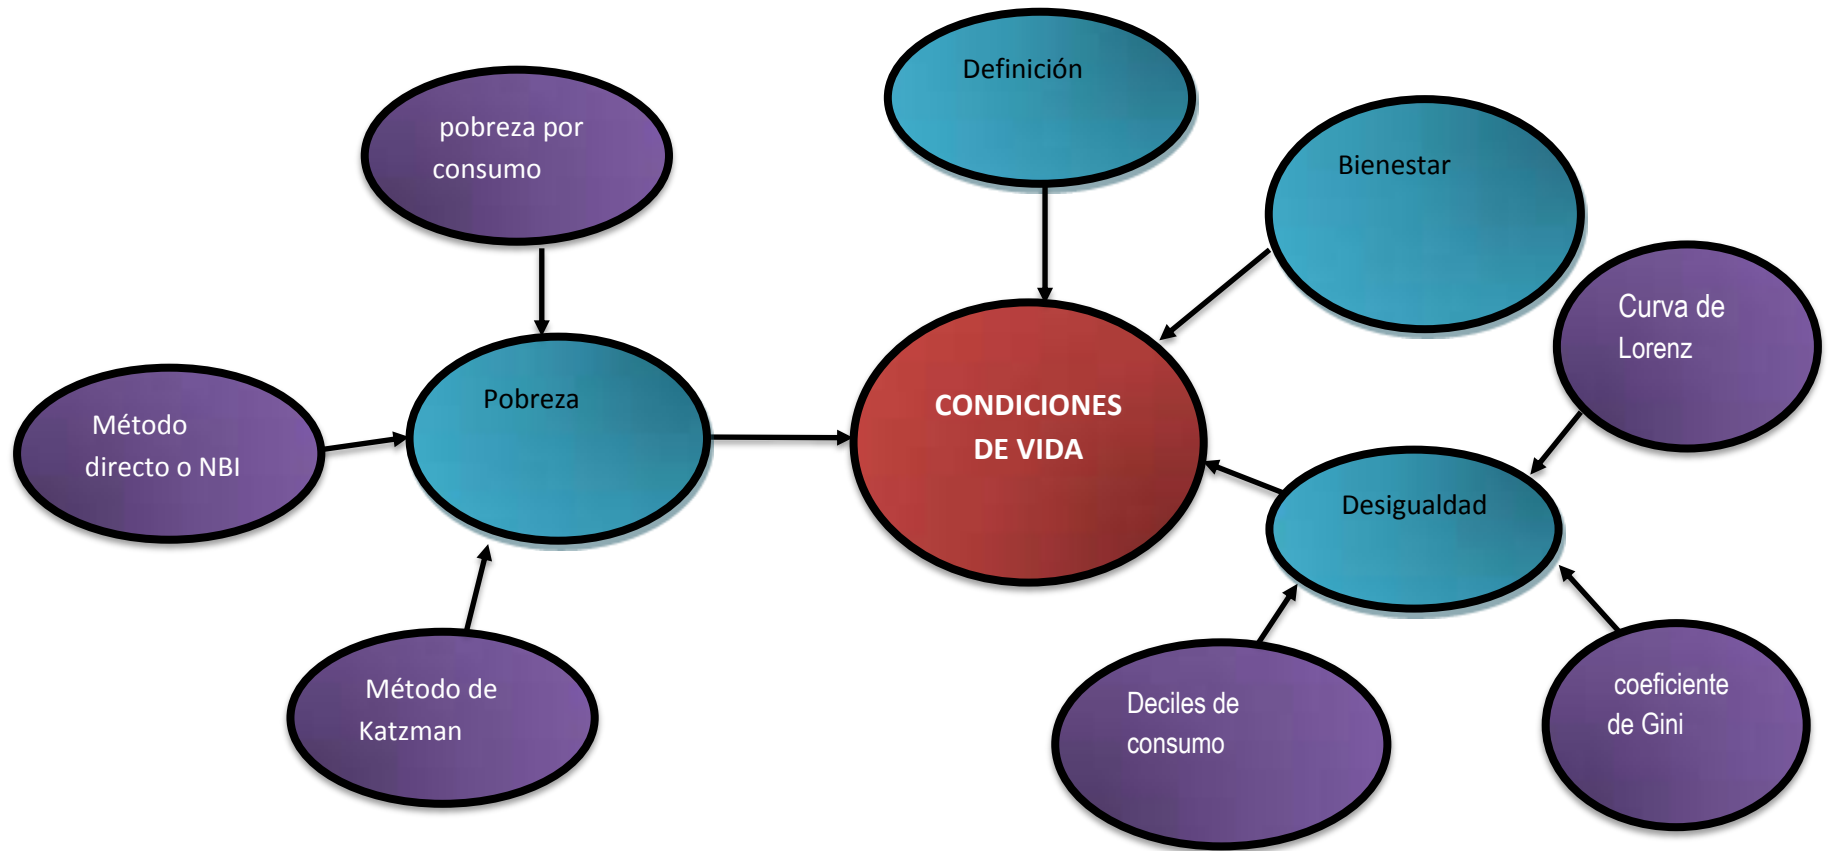 Definición
pobreza por
consumo
Bienestar
Curva de
Lorenz
Pobreza
CONDICIONES
DE VIDA
Método
directo o NBI
Desigualdad
Método de
Katzman
Deciles de
consumo
coeficiente
de Gini